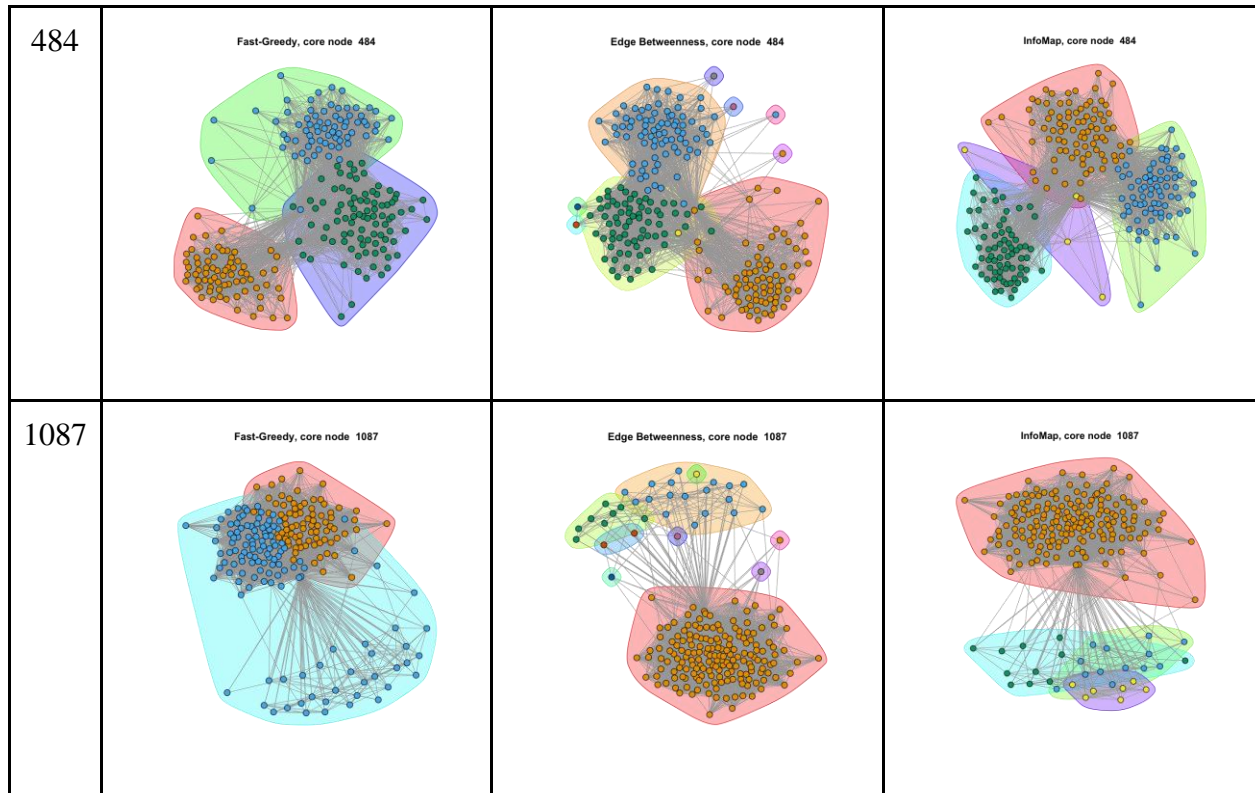 484
Fast-Greedy, core node 484
Edge Betweenness, core node 484
InfoMap, core node 484
1087
Fast-Greedy, core node 1087
Edge Betweenness, core node 1087
InfoMap, core node 1087